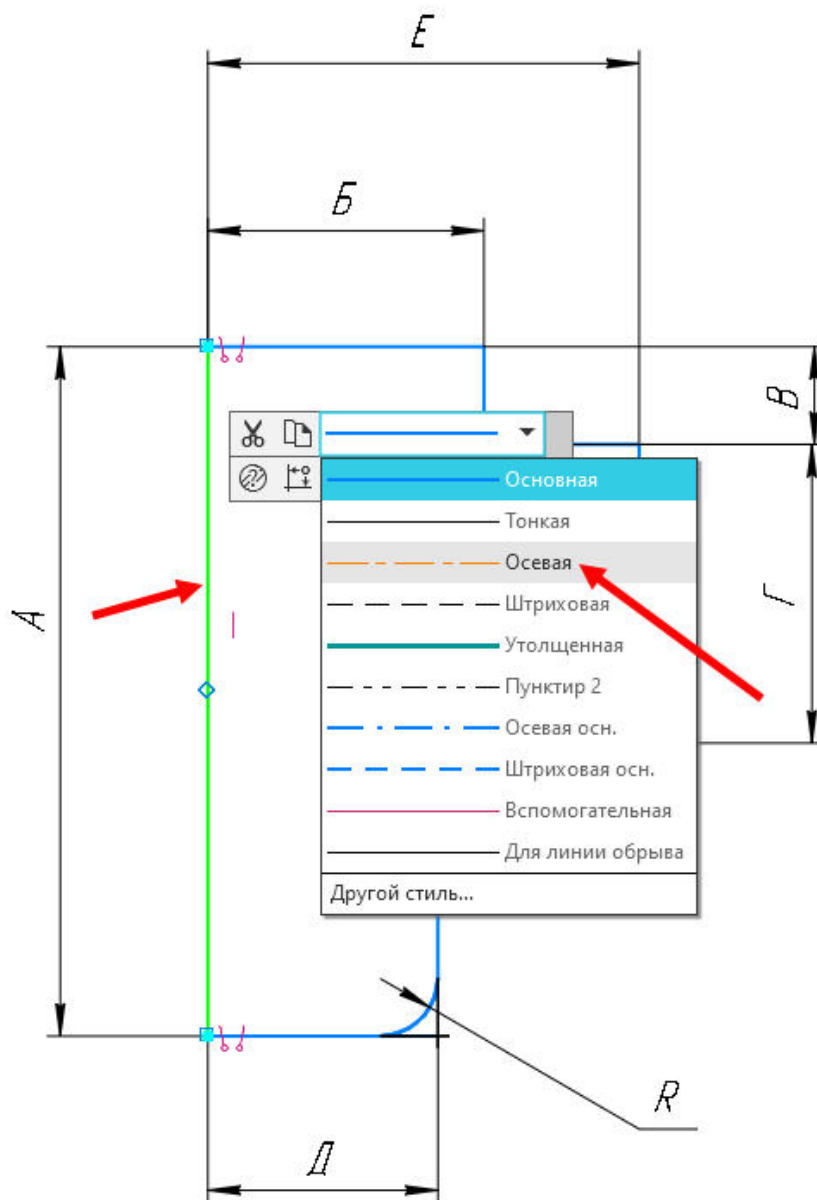 Е
Б
В
Основная
Тонкая
Осевая
Штриховая
Утолщенная
Пунктир 2
Осевая осн.
Штриховая осн.
Вспомогательная
Для линии обрыва
Другой стиль...
А
Г
R
Д